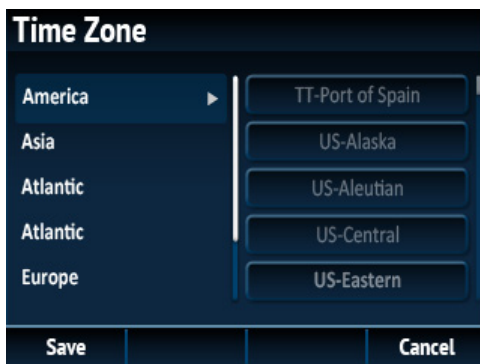 Time Zone
America
Asia
Atlantic
Atlantic
Europe
TT-Port of Spain
US-Alaska
US-Aleutian
US-Central
US-Eastern
Save
Cancel